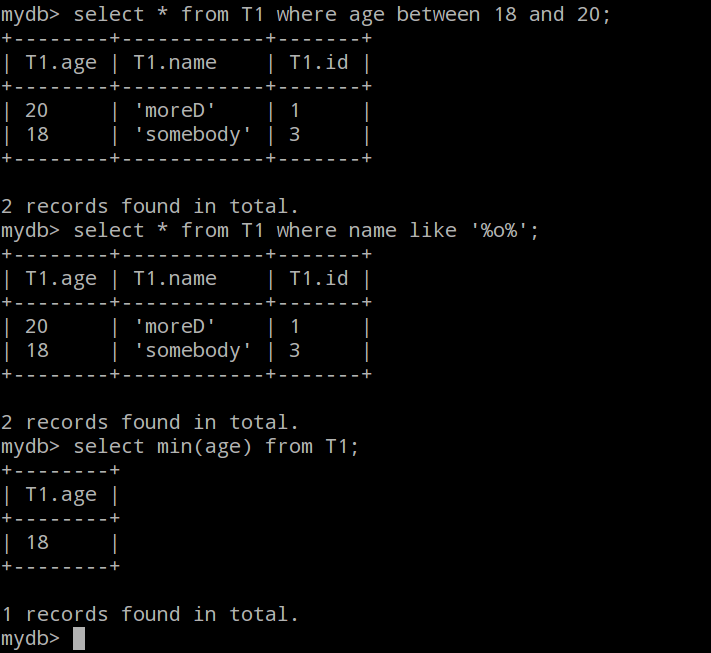 mydb> select * from T1 where age between 18 and 20;
+--------+------------+-------+
| T1.age | T1.name    | T1.id |
+--------+------------+-------+
| 20     | 'moreD'    | 1     |
| 18     | 'somebody' | 3     |
+--------+------------+-------+

2 records found in total.
mydb> select * from T1 where name like '%o%';
+--------+------------+-------+
| T1.age | T1.name    | T1.id |
+--------+------------+-------+
| 20     | 'moreD'    | 1     |
| 18     | 'somebody' | 3     |
+--------+------------+-------+

2 records found in total.
mydb> select min(age) from T1;
+--------+
| T1.age |
+--------+
| 18     |
+--------+

1 records found in total.
mydb>